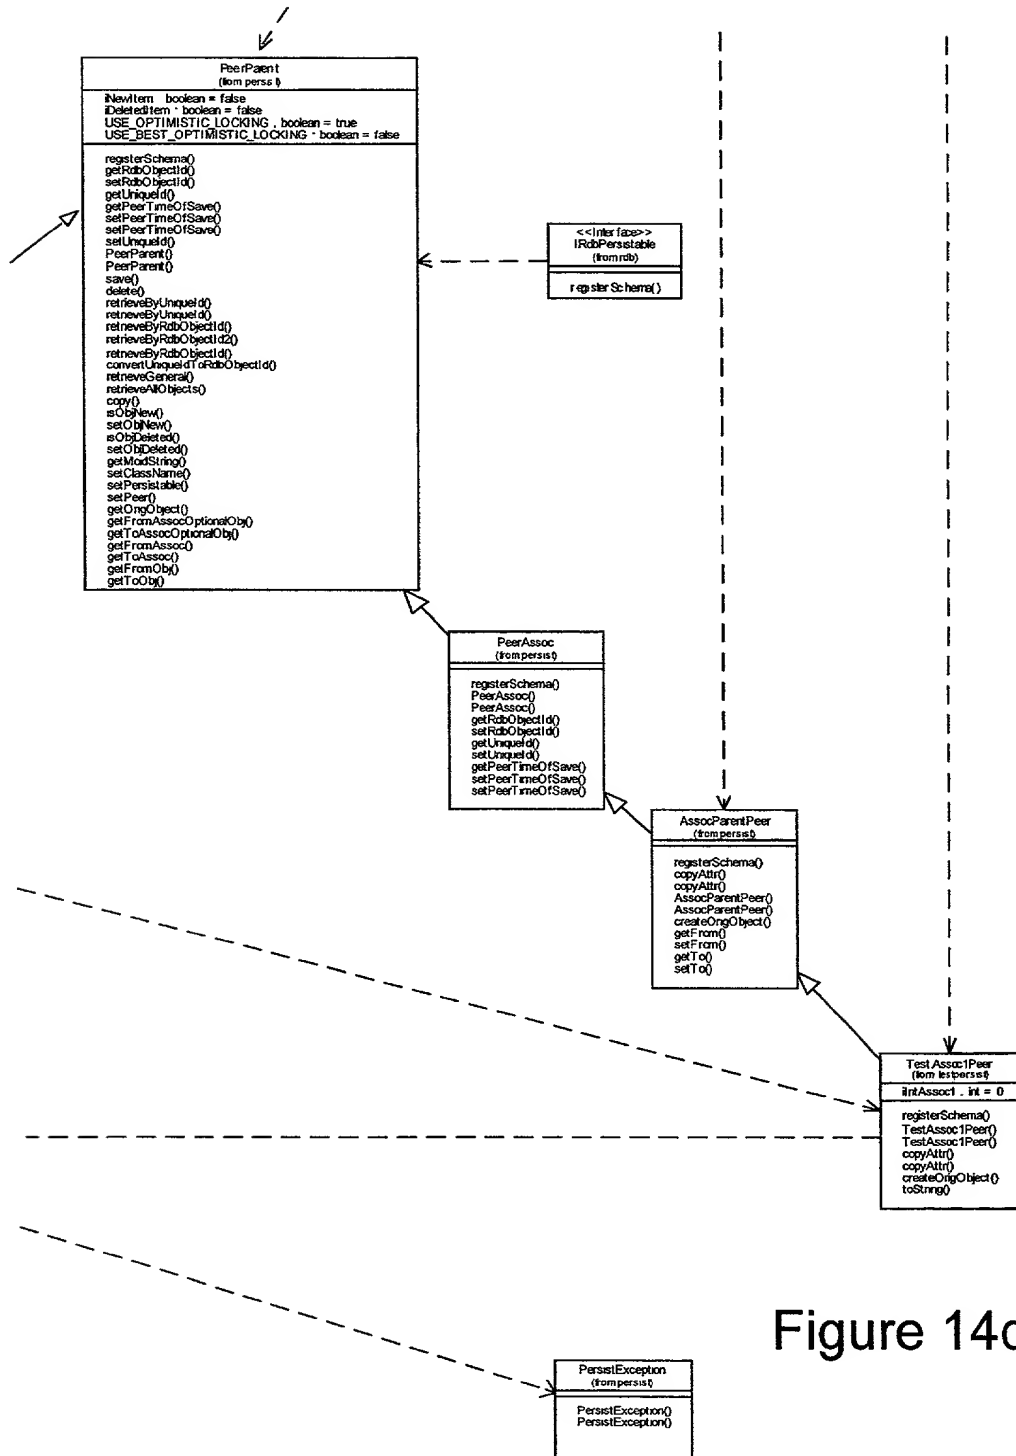 PeerParent
(from persist)
iNewItem boolean = false
iDeletedItem · boolean = false
USE_OPTIMISTIC_LOCKING . boolean = true
USE_BEST_OPTIMISTIC_LOCKING · boolean = false
registerSchema()
getRdbObjectId()
setRdbObjectId()
getUniqueId()
getPeerTimeOfSave()
setPeerTimeOfSave()
setPeerTimeOfSave()
setUniqueId()
PeerParent()
PeerParent()
save()
delete()
retrieveByUniqueId()
retrieveByUniqueId()
retrieveByRdbObjectId()
retrieveByRdbObjectId2()
retrieveByRdbObjectId()
convertUniqueIdToRdbObjectId()
retrieveGeneral()
retrieveAllObjects()
copy()
isObjNew()
setObjNew()
isObjDeleted()
setObjDeleted()
getModString()
setClassName()
setPersistable()
setPeer()
getOrigObject()
getFromAssocOptionalObj()
getToAssocOptionalObj()
getFromAssoc()
getToAssoc()
getFromObj()
getToObj()
<<Interface>>
IRdbPersistable
(from rdb)
registerSchema()
PeerAssoc
(from persist)
registerSchema()
PeerAssoc()
PeerAssoc()
getRdbObjectId()
setRdbObjectId()
getUniqueId()
setUniqueId()
getPeerTimeOfSave()
setPeerTimeOfSave()
setPeerTimeOfSave()
AssocParentPeer
(from persist)
registerSchema()
copyAttr()
copyAttr()
AssocParentPeer()
AssocParentPeer()
createOrigObject()
getFrom()
setFrom()
getTo()
setTo()
TestAssoc1Peer
(from testpersist)
iIntAssoc1 . int = 0
registerSchema()
TestAssoc1Peer()
TestAssoc1Peer()
copyAttr()
copyAttr()
createOrigObject()
toString()
Figure 14
PersistException
(from persist)
PersistException()
PersistException()